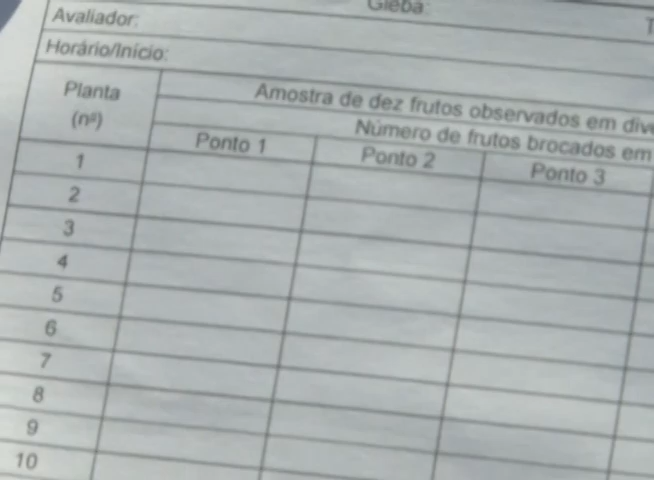 Gleba:
Avaliador:
Horário/Início:
Planta
(nº)
Amostra de dez frutos observados em
Número de frutos brocados em
Ponto 1 Ponto 2 Ponto 3
1
2
3
4
5
6
7
8
9
10